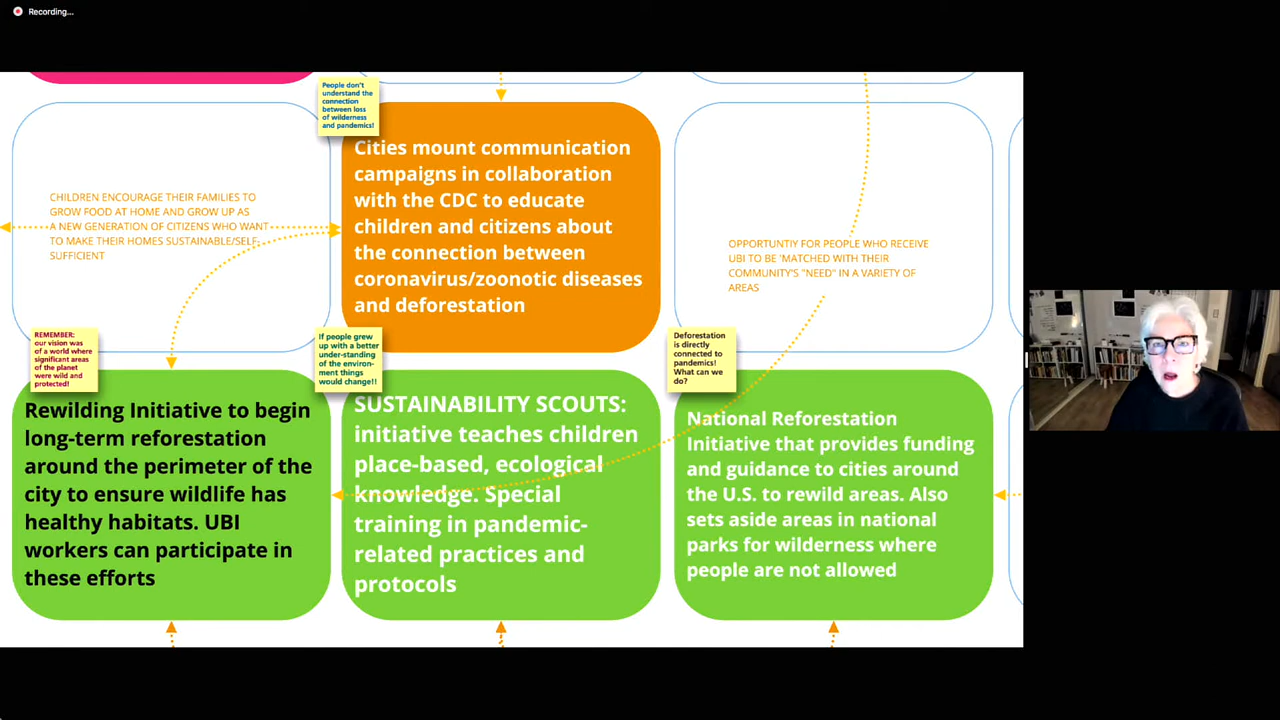 Recording...
People don't
understand the
connection
between loss
of wilderness
and pandemics!
Cities mount communication
campaigns in collaboration
with the CDC to educate
children and citizens about
the connection between
coronavirus/zoonotic diseases
and deforestation
CHILDREN ENCOURAGE THEIR FAMILIES TO
GROW FOOD AT HOME AND GROW UP AS
A NEW GENERATION OF CITIZENS WHO WANT
TO MAKE THEIR HOMES SUSTAINABLE/SELF-
SUFFICIENT
OPPORTUNTIY FOR PEOPLE WHO RECEIVE
UBI TO BE 'MATCHED WITH THEIR
COMMUNITY'S "NEED" IN A VARIETY OF
AREAS
REMEMBER:
our vision was
of a world where
significant areas
of the planet
were wild and
protected!
Rewilding Initiative to begin
long-term reforestation
around the perimeter of the
city to ensure wildlife has
healthy habitats. UBI
workers can participate in
these efforts
If people grew
up with a better
under-standing
of the environ-
ment things
would change!!
SUSTAINABILITY SCOUTS:
initiative teaches children
place-based, ecological
knowledge. Special
training in pandemic-
related practices and
protocols
Deforestation
is directly
connected to
pandemics!
What can we
do?
National Reforestation
Initiative that provides funding
and guidance to cities around
the U.S. to rewild areas. Also
sets aside areas in national
parks for wilderness where
people are not allowed